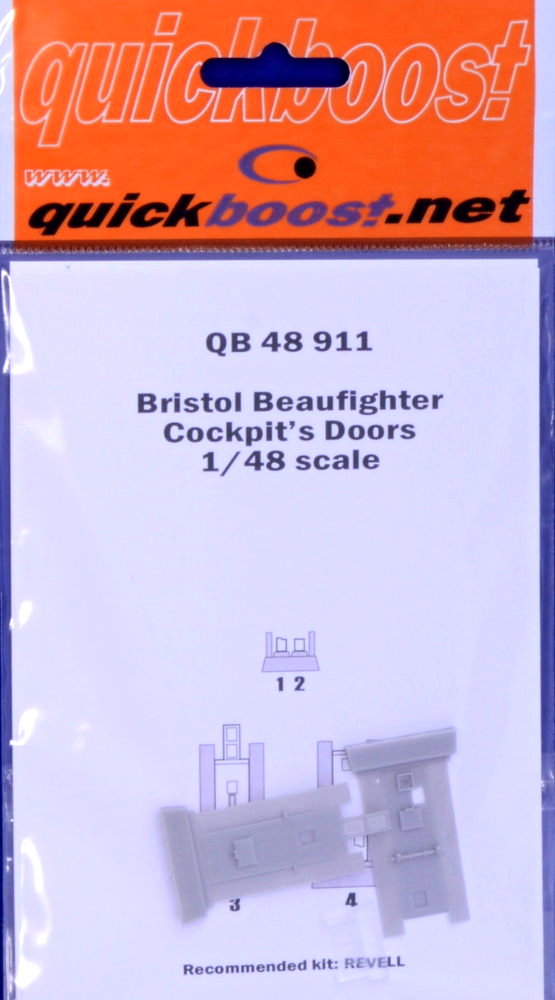 quickboost
www.
quickboost.net
QB 48 911
Bristol Beaufighter
Cockpit's Doors
1/48 scale
1 2
3 4
Recommended kit: REVELL